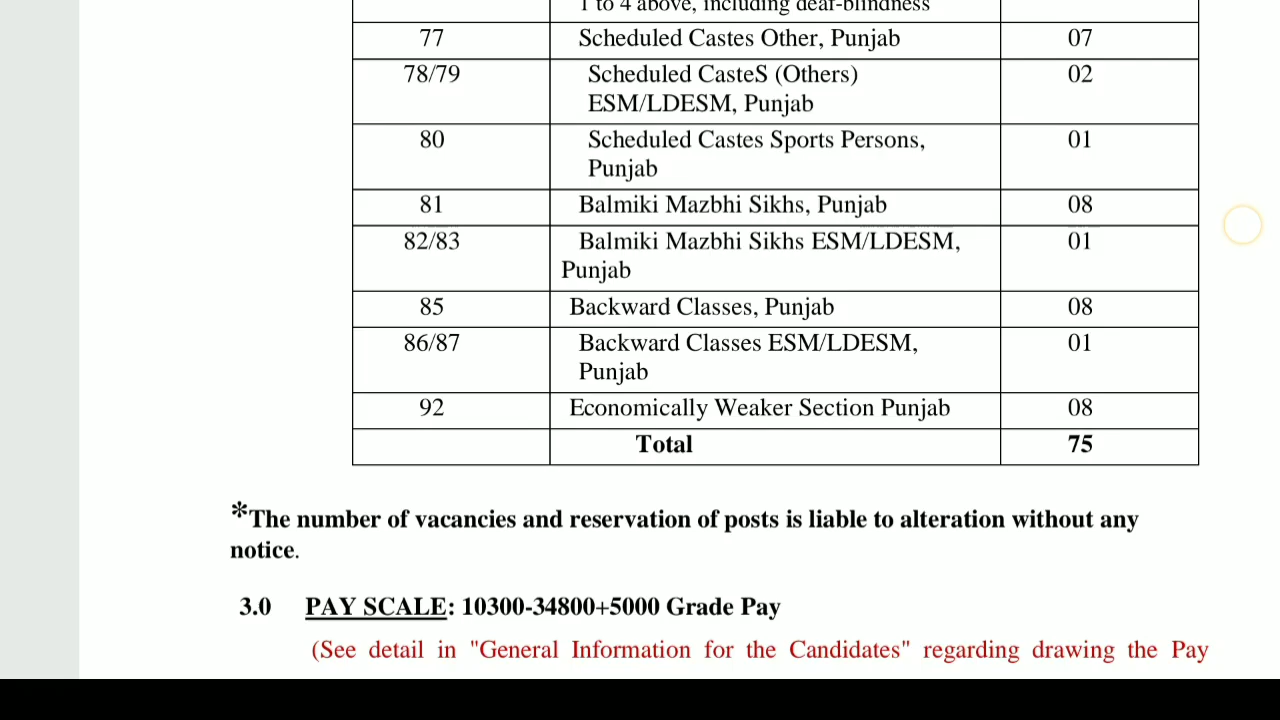 1 to 4 above, including deaf-blindness
77 Scheduled Castes Other, Punjab 07
78/79 Scheduled CasteS (Others) 02
ESM/LDESM, Punjab
80 Scheduled Castes Sports Persons, 01
Punjab
81 Balmiki Mazbhi Sikhs, Punjab 08
82/83 Balmiki Mazbhi Sikhs ESM/LDESM, 01
Punjab
85 Backward Classes, Punjab 08
86/87 Backward Classes ESM/LDESM, 01
Punjab
92 Economically Weaker Section Punjab 08
Total 75
*The number of vacancies and reservation of posts is liable to alteration without any
notice.
3.0 PAY SCALE: 10300-34800+5000 Grade Pay
(See detail in "General Information for the Candidates" regarding drawing the Pay